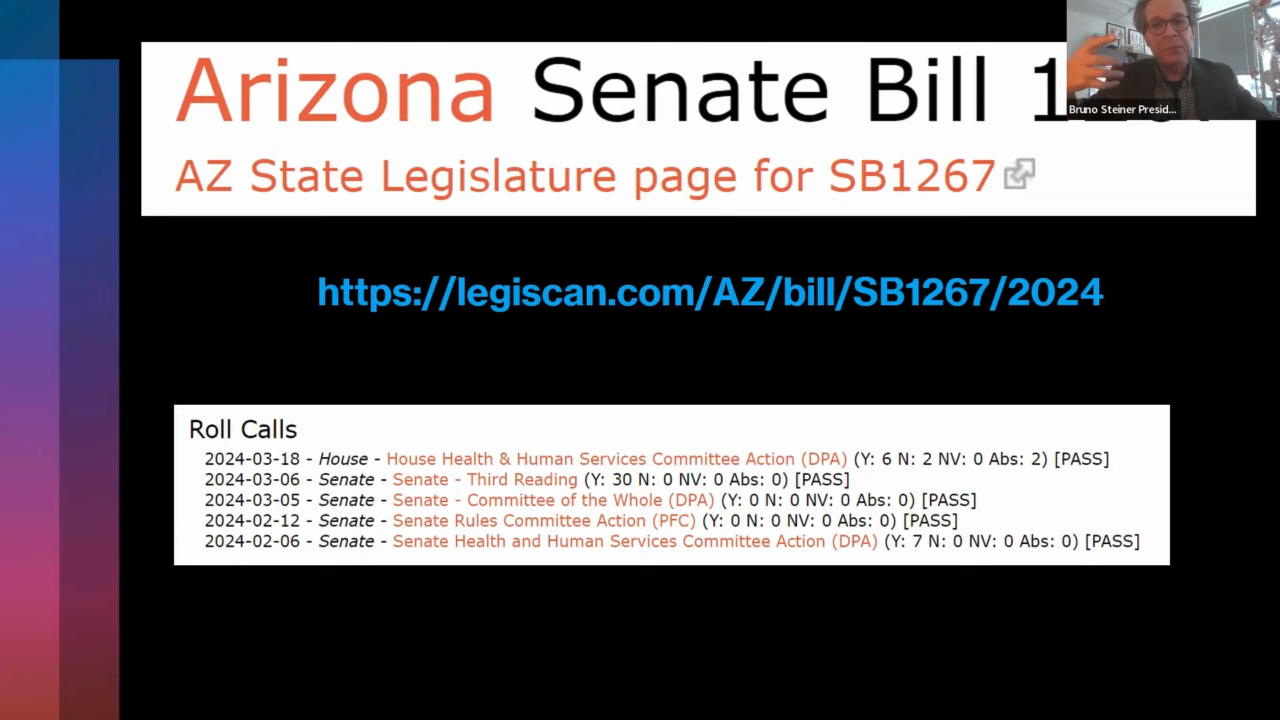 Arizona Senate Bill 1
AZ State Legislature page for SB1267
Bruno Steiner Presid...
https://legiscan.com/AZ/bill/SB1267/2024
Roll Calls
2024-03-18 - House - House Health & Human Services Committee Action (DPA) (Y: 6 N: 2 NV: 0 Abs: 2) [PASS]
2024-03-06 - Senate - Senate - Third Reading (Y: 30 N: 0 NV: 0 Abs: 0) [PASS]
2024-03-05 - Senate - Senate - Committee of the Whole (DPA) (Y: 0 N: 0 NV: 0 Abs: 0) [PASS]
2024-02-12 - Senate - Senate Rules Committee Action (PFC) (Y: 0 N: 0 NV: 0 Abs: 0) [PASS]
2024-02-06 - Senate - Senate Health and Human Services Committee Action (DPA) (Y: 7 N: 0 NV: 0 Abs: 0) [PASS]